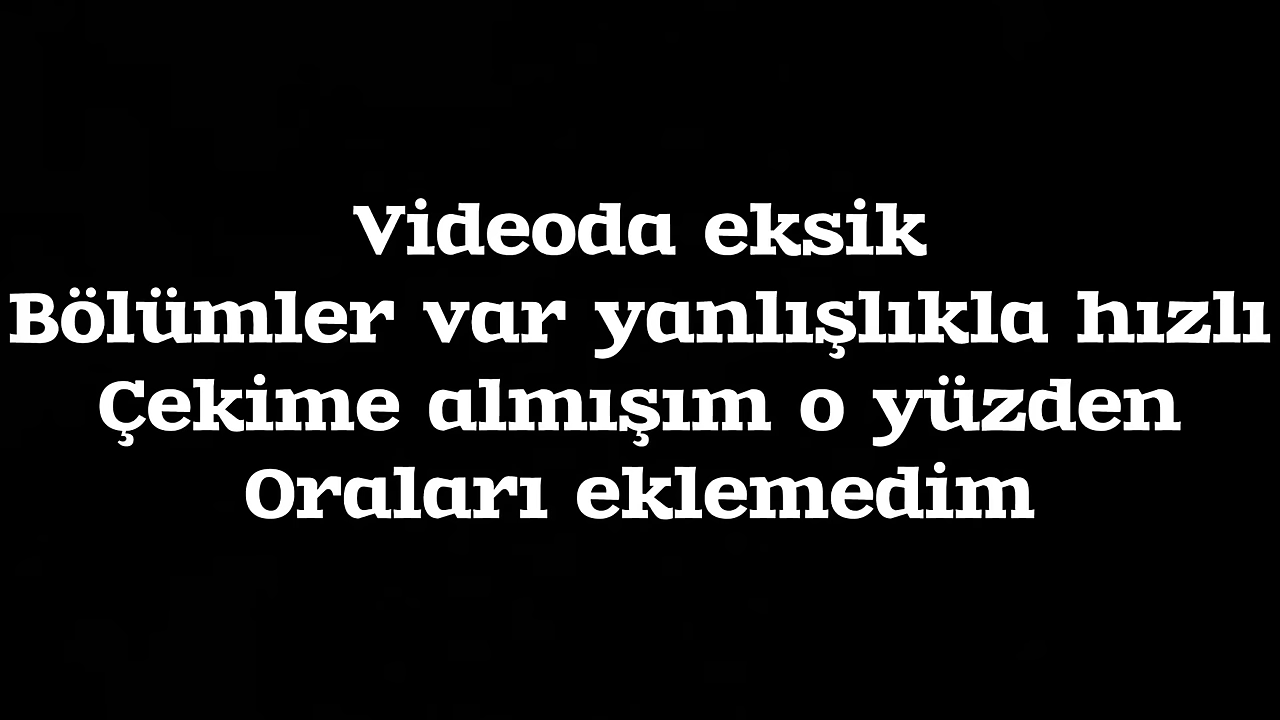 Videoda eksik
Bölümler var yanlışlıkla hızlı
Çekime almışım o yüzden
Oraları eklemedim